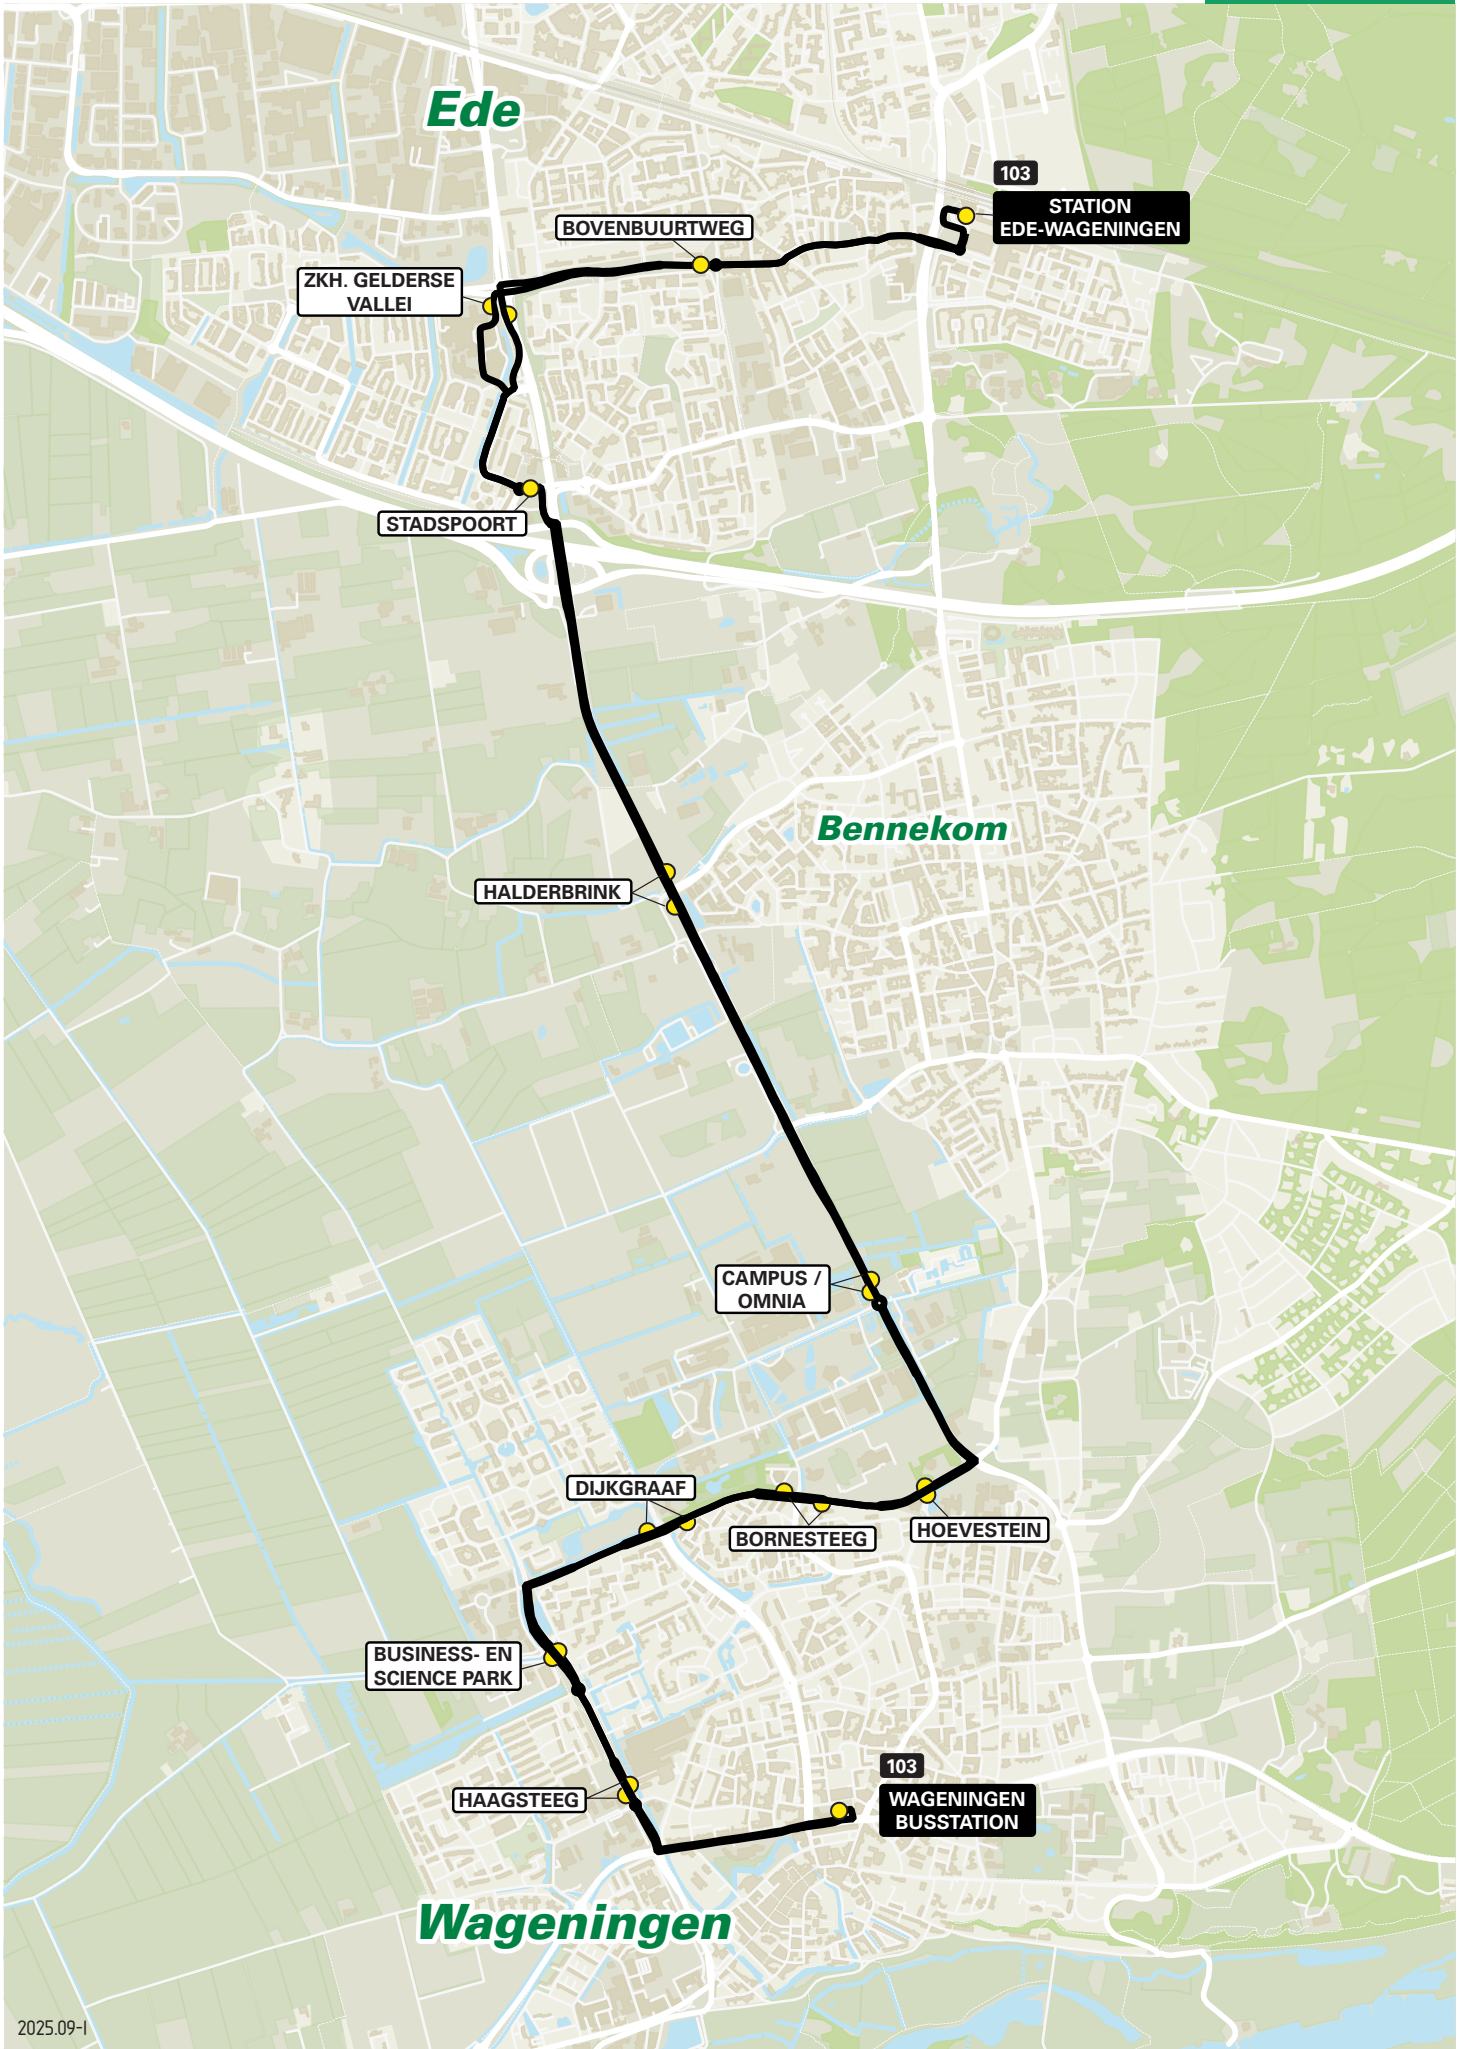 Ede
103
STATION
EDE-WAGENINGEN
BOVENBUURTWEG
ZKH. GELDERSE
VALLEI
STADSPOORT
Bennekom
HALDERBRINK
CAMPUS /
OMNIA
DIJKGRAAF
BORNESTEEG
HOEVESTEIN
BUSINESS- EN
SCIENCE PARK
103
WAGENINGEN
BUSSTATION
HAAGSTEEG
Wageningen
2025.09-I